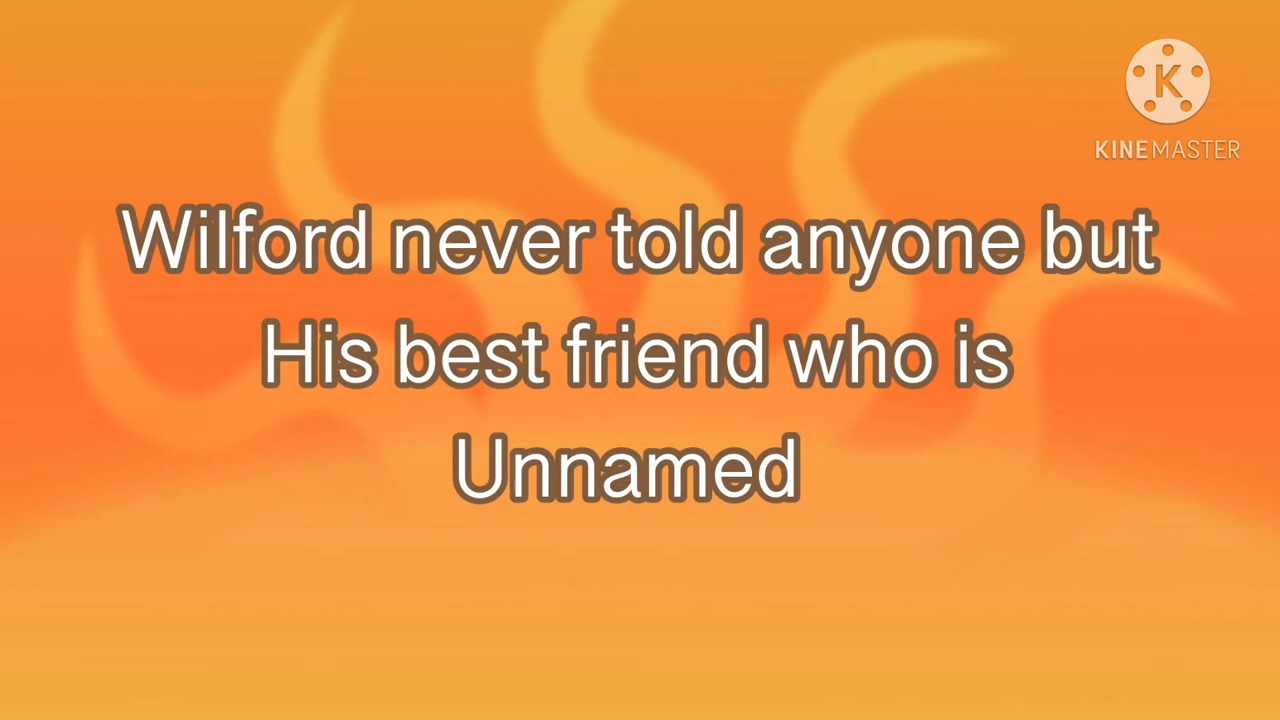 K
KINEMASTER
Wilford never told anyone but
His best friend who is
Unnamed